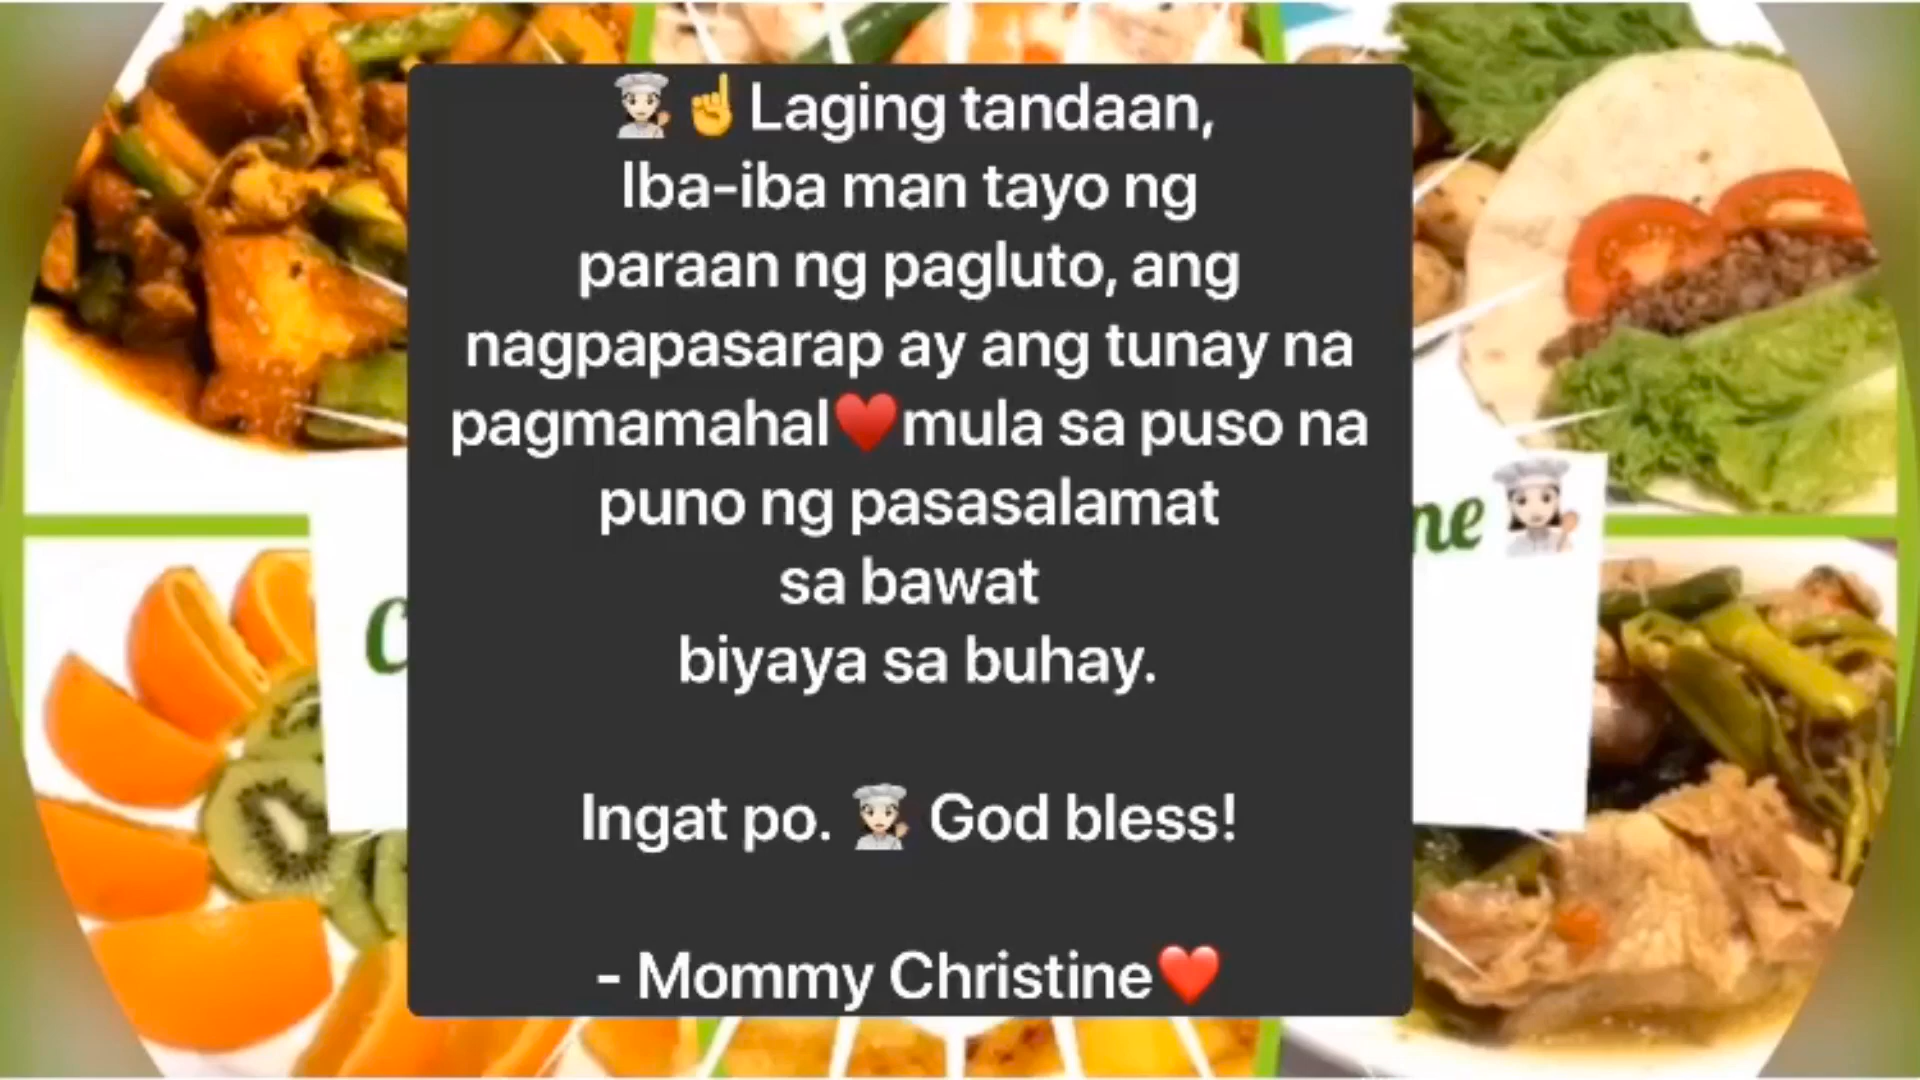 👩🏻‍🍳☝️Laging tandaan,
Iba-iba man tayo ng
paraan ng pagluto, ang
nagpapasarap ay ang tunay na
pagmamahal♥️mula sa puso na
puno ng pasasalamat
sa bawat
biyaya sa buhay.
Ingat po. 👩🏻‍🍳 God bless!
- Mommy Christine♥️